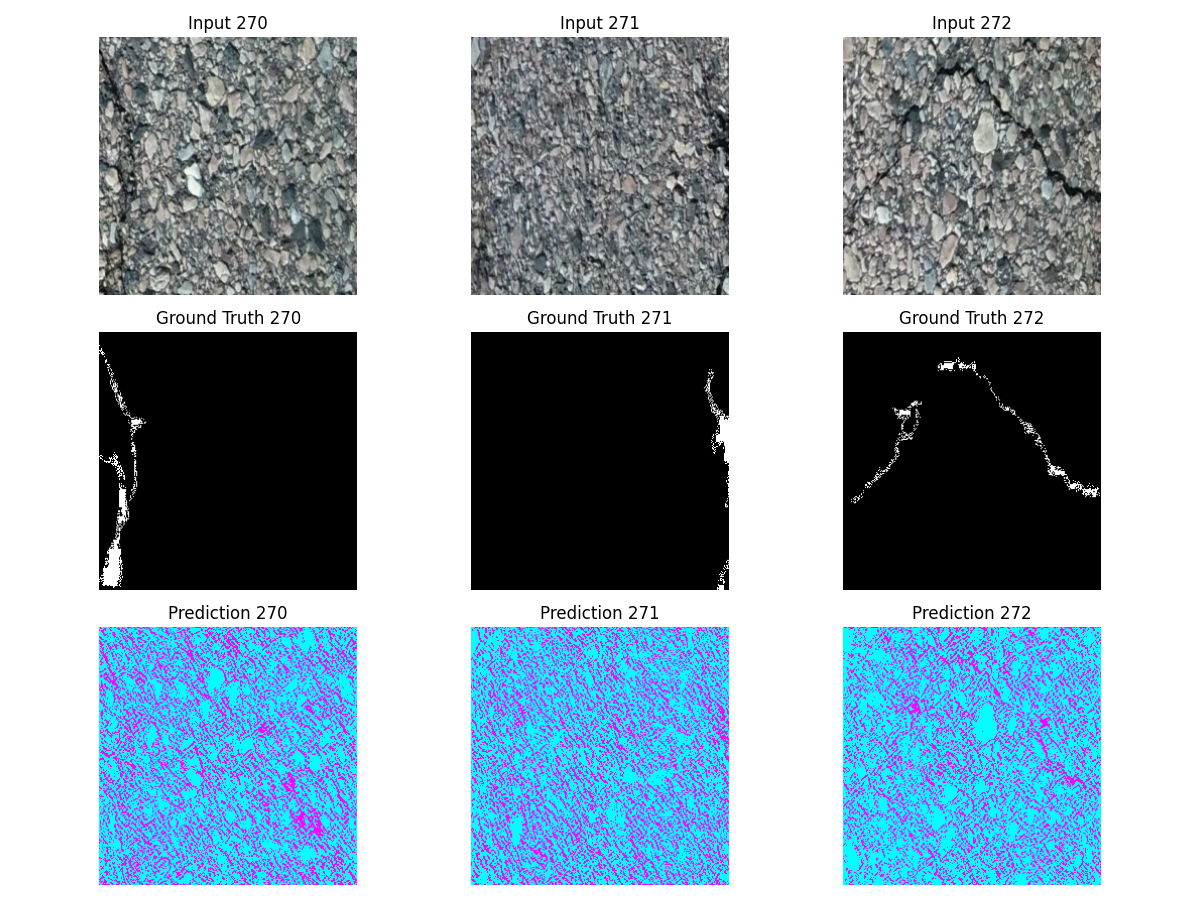 Input 270
Input 271
Input 272
Ground Truth 270
Ground Truth 271
Ground Truth 272
Prediction 270
Prediction 271
Prediction 272